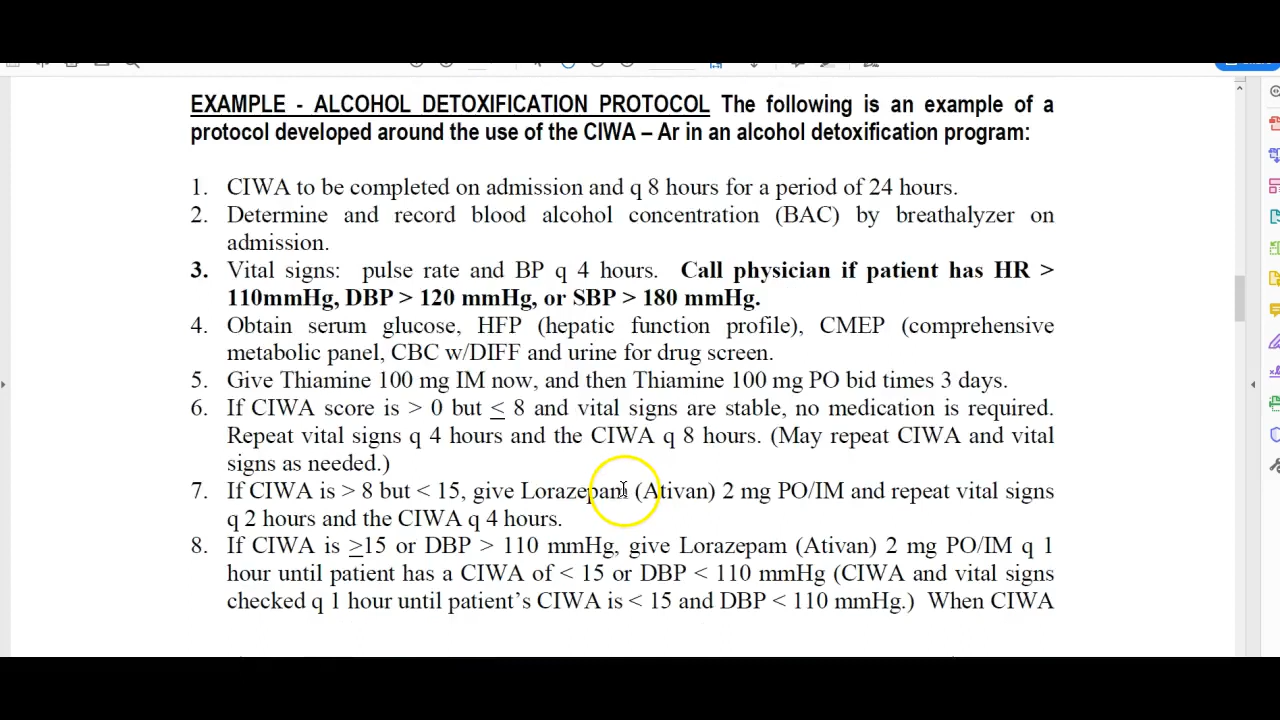 EXAMPLE - ALCOHOL DETOXIFICATION PROTOCOL The following is an example of a
protocol developed around the use of the CIWA – Ar in an alcohol detoxification program:
1. CIWA to be completed on admission and q 8 hours for a period of 24 hours.
2. Determine and record blood alcohol concentration (BAC) by breathalyzer on
admission.
3. Vital signs: pulse rate and BP q 4 hours. Call physician if patient has HR >
110mmHg, DBP > 120 mmHg, or SBP > 180 mmHg.
4. Obtain serum glucose, HFP (hepatic function profile), CMEP (comprehensive
metabolic panel, CBC w/DIFF and urine for drug screen.
5. Give Thiamine 100 mg IM now, and then Thiamine 100 mg PO bid times 3 days.
6. If CIWA score is > 0 but < 8 and vital signs are stable, no medication is required.
Repeat vital signs q 4 hours and the CIWA q 8 hours. (May repeat CIWA and vital
signs as needed.)
7. If CIWA is > 8 but < 15, give Lorazepam (Ativan) 2 mg PO/IM and repeat vital signs
q 2 hours and the CIWA q 4 hours.
8. If CIWA is >15 or DBP > 110 mmHg, give Lorazepam (Ativan) 2 mg PO/IM q 1
hour until patient has a CIWA of < 15 or DBP < 110 mmHg (CIWA and vital signs
checked q 1 hour until patient's CIWA is < 15 and DBP < 110 mmHg.) When CIWA